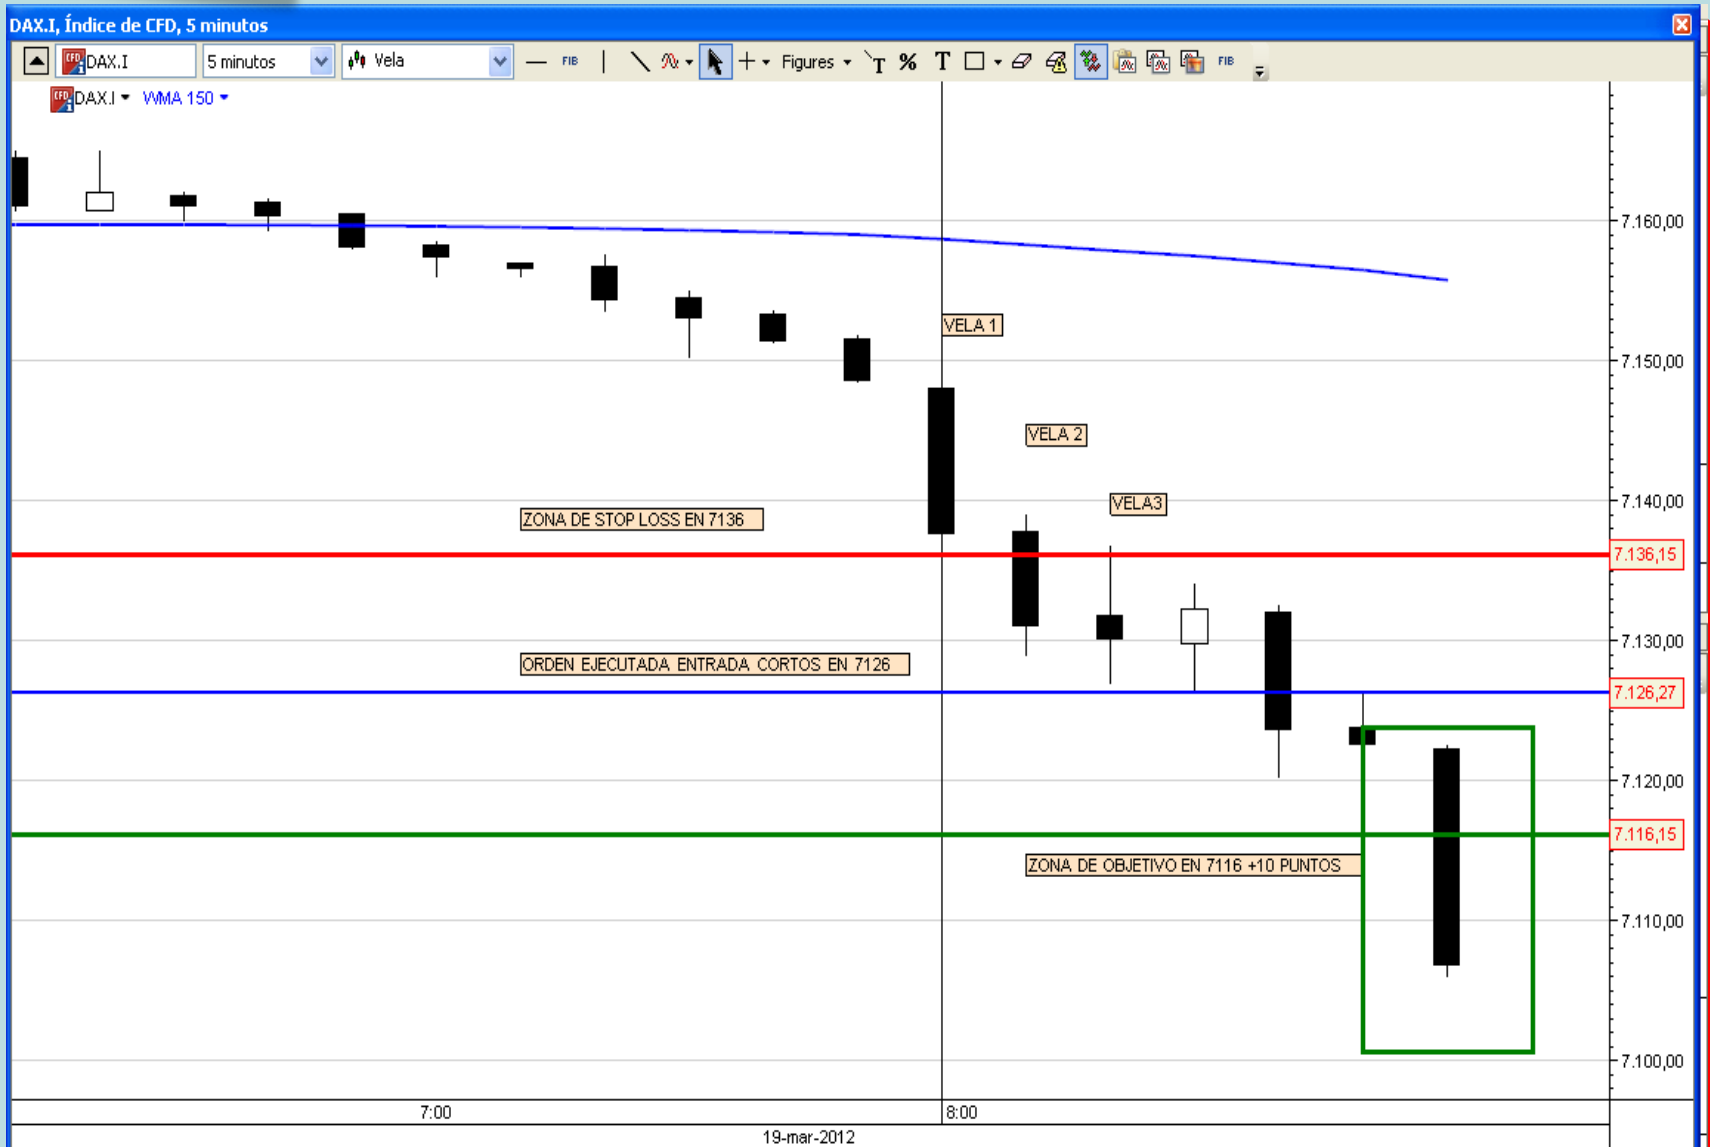 DAX.I, Índice de CFD, 5 minutos
CFD DAX.I 5 minutos Vela FIB Figures T % T FIB
CFD DAX.I WMA 150
7.160,00
VELA 1
7.150,00
VELA 2
VELA3
7.140,00
ZONA DE STOP LOSS EN 7136
7.136,15
7.130,00
ORDEN EJECUTADA ENTRADA CORTOS EN 7126
7.126,27
7.120,00
7.116,15
ZONA DE OBJETIVO EN 7116 +10 PUNTOS
7.110,00
7.100,00
7:00 8:00
19-mar-2012